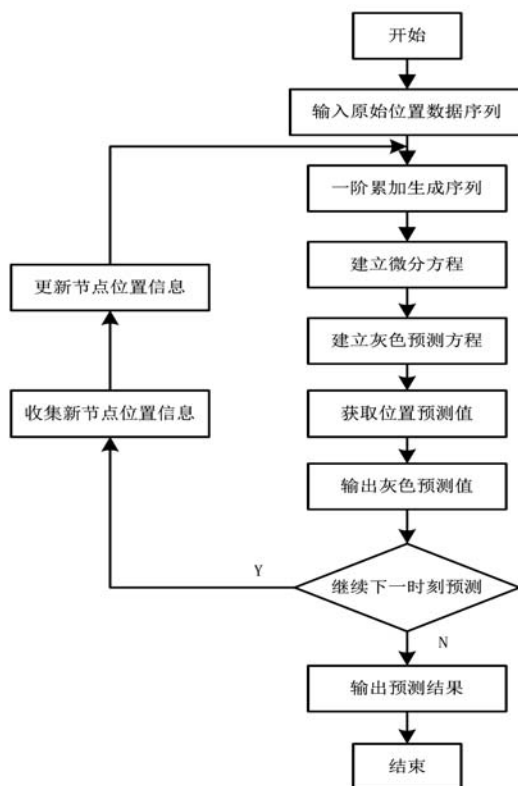 开始
输入原始位置数据序列
一阶累加生成序列
建立微分方程
更新节点位置信息
建立灰色预测方程
收集新节点位置信息
获取位置预测值
输出灰色预测值
Y
继续下一时刻预测
N
输出预测结果
结束